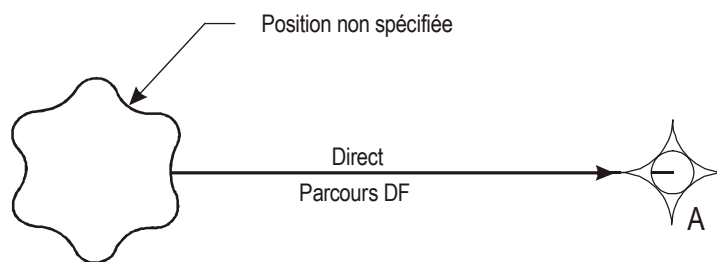 Position non spécifiée
Direct
Parcours DF
A